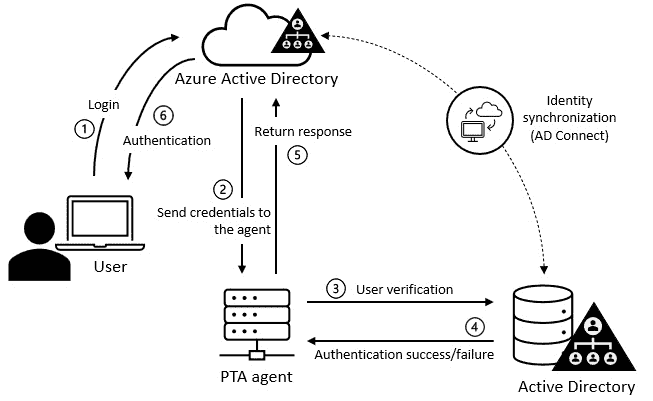 Azure Active Directory
Login
1
6
Authentication
Return response
5
Identity
synchronization
(AD Connect)
2
Send credentials to
the agent
User
3 User verification
4
Authentication success/failure
PTA agent
Active Directory